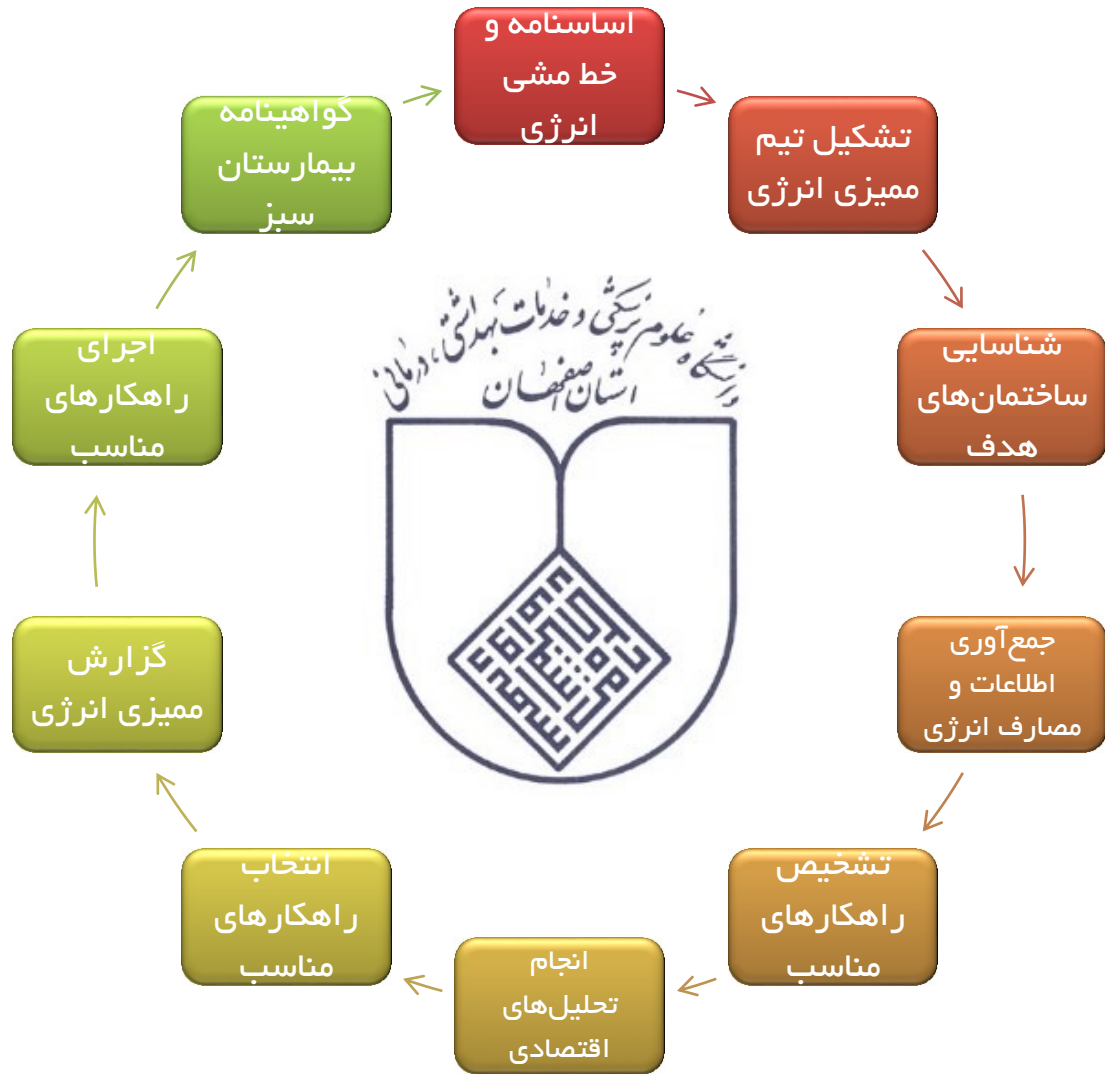 اساسنامه و
خط مشی
انرژی
تشکیل تیم
ممیزی انرژی
شناسایی
ساختمان‌های
هدف
جمع‌آوری
اطلاعات و
مصارف انرژی
تشخیص
راهکارهای
مناسب
انجام
تحلیل‌های
اقتصادی
انتخاب
راهکارهای
مناسب
گزارش
ممیزی انرژی
اجرای
راهکارهای
مناسب
گواهینامه
بیمارستان
سبز
دانشگاه علوم پزشکی و خدمات بهداشتی، درمانی
استان اصفهان